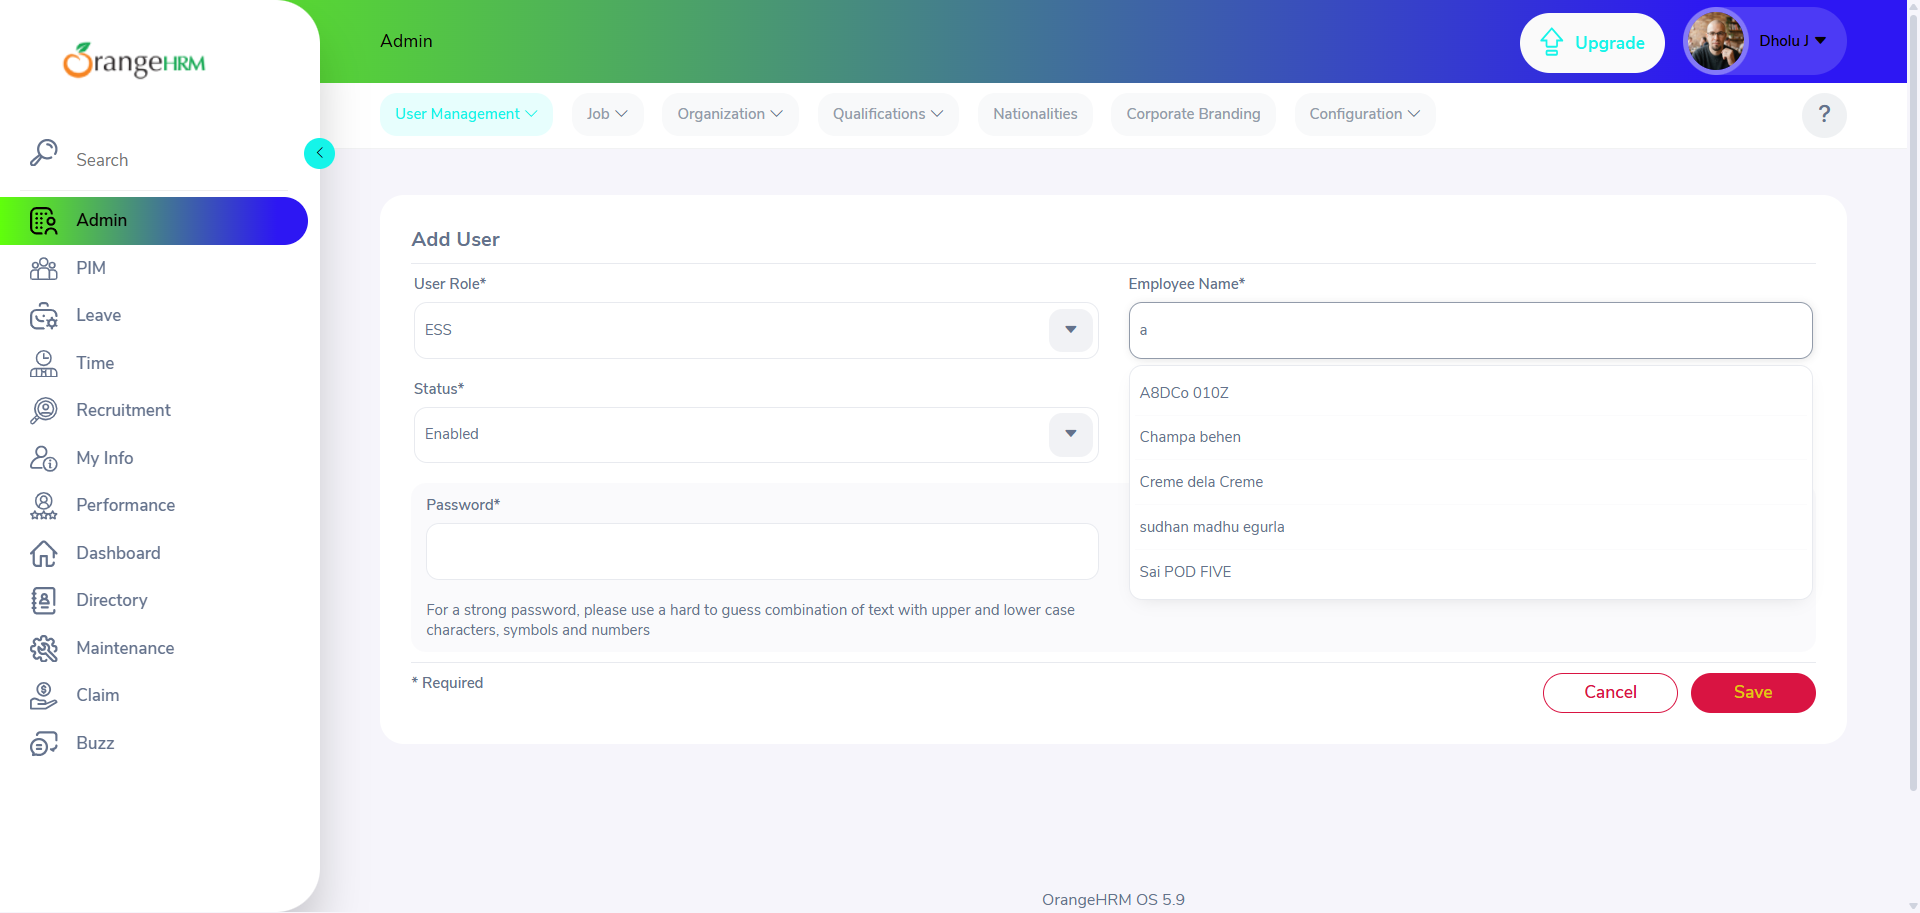 OrangeHRM
Search
Admin
PIM
Leave
Time
Recruitment
My Info
Performance
Dashboard
Directory
Maintenance
Claim
Buzz
Admin
Upgrade
Dholu J
User Management
Job
Organization
Qualifications
Nationalities
Corporate Branding
Configuration
?
Add User
User Role*
ESS
Employee Name*
a
A8DCo 010Z
Champa behen
Creme dela Creme
sudhan madhu egurla
Sai POD FIVE
Status*
Enabled
Password*
For a strong password, please use a hard to guess combination of text with upper and lower case
characters, symbols and numbers
* Required
Cancel
Save
OrangeHRM OS 5.9